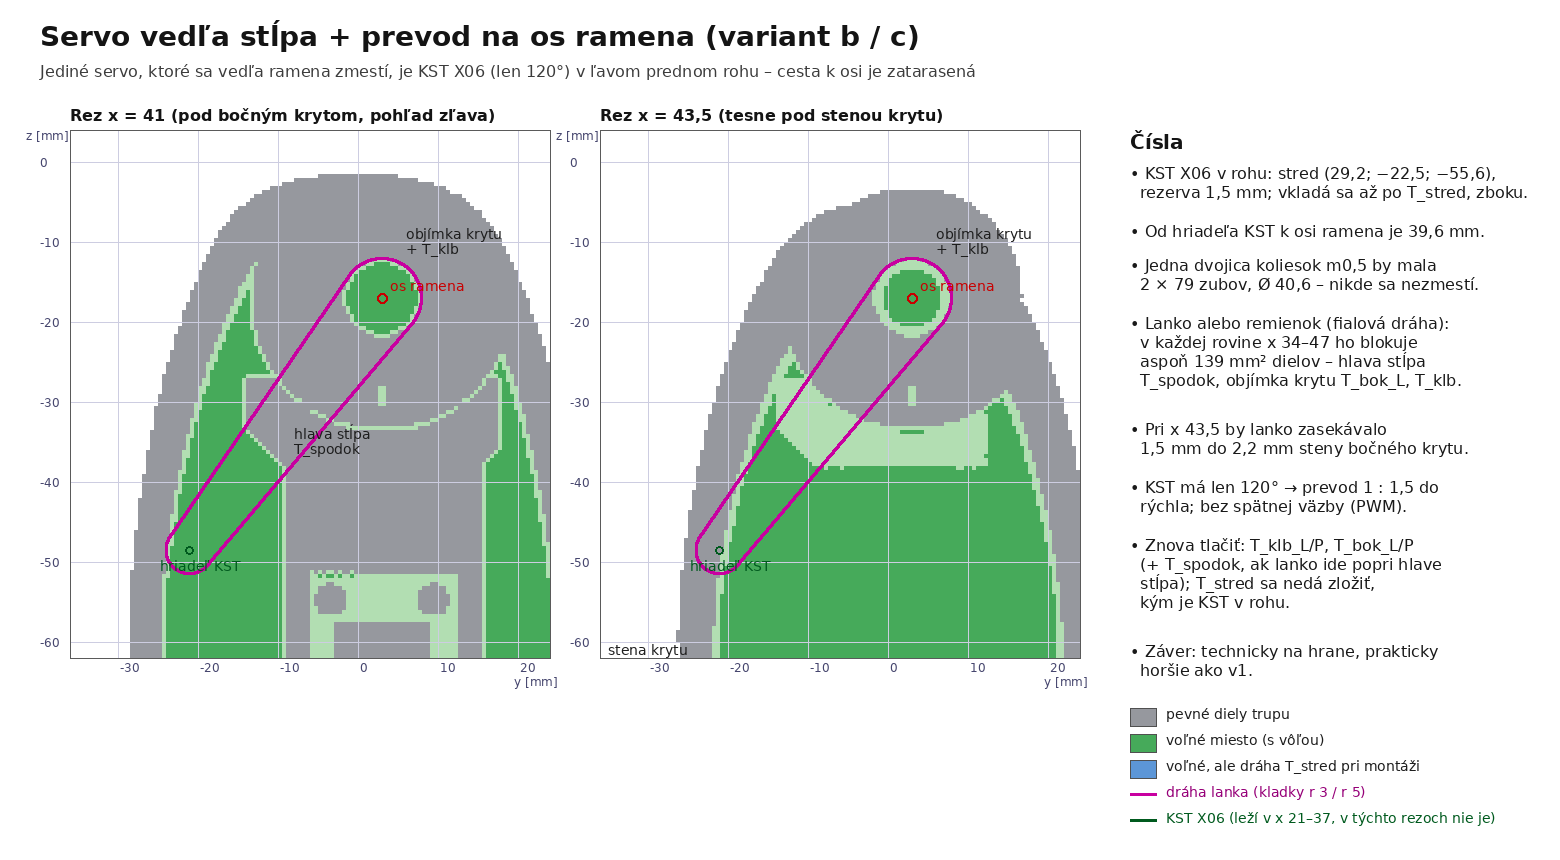 Servo vedľa stĺpa + prevod na os ramena (variant b / c)
Jediné servo, ktoré sa vedľa ramena zmestí, je KST X06 (len 120°) v ľavom prednom rohu – cesta k osi je zatarasená
Rez x = 41 (pod bočným krytom, pohľad zľava)
z [mm]
0
-10
-20
-30
-40
-50
-60
objímka krytu
+ T_klb
os ramena
hlava stĺpa
T_spodok
hriadeľ KST
-30
-20
-10
0
10
20
y [mm]
Rez x = 43,5 (tesne pod stenou krytu)
z [mm]
0
-10
-20
-30
-40
-50
-60
objímka krytu
+ T_klb
os ramena
hriadeľ KST
stena krytu
-30
-20
-10
0
10
20
y [mm]
Čísla
• KST X06 v rohu: stred (29,2; −22,5; −55,6),
rezerva 1,5 mm; vkladá sa až po T_stred, zboku.
• Od hriadeľa KST k osi ramena je 39,6 mm.
• Jedna dvojica koliesok m0,5 by mala
2 × 79 zubov, Ø 40,6 – nikde sa nezmestí.
• Lanko alebo remienok (fialová dráha):
v každej rovine x 34–47 ho blokuje
aspoň 139 mm² dielov – hlava stĺpa
T_spodok, objímka krytu T_bok_L, T_klb.
• Pri x 43,5 by lanko zasekávalo
1,5 mm do 2,2 mm steny bočného krytu.
• KST má len 120° → prevod 1 : 1,5 do
rýchla; bez spätnej väzby (PWM).
• Znova tlačiť: T_klb_L/P, T_bok_L/P
(+ T_spodok, ak lanko ide popri hlave
stĺpa); T_stred sa nedá zložiť,
kým je KST v rohu.
• Záver: technicky na hrane, prakticky
horšie ako v1.
pevné diely trupu
voľné miesto (s vôľou)
voľné, ale dráha T_stred pri montáži
dráha lanka (kladky r 3 / r 5)
KST X06 (leží v x 21–37, v týchto rezoch nie je)